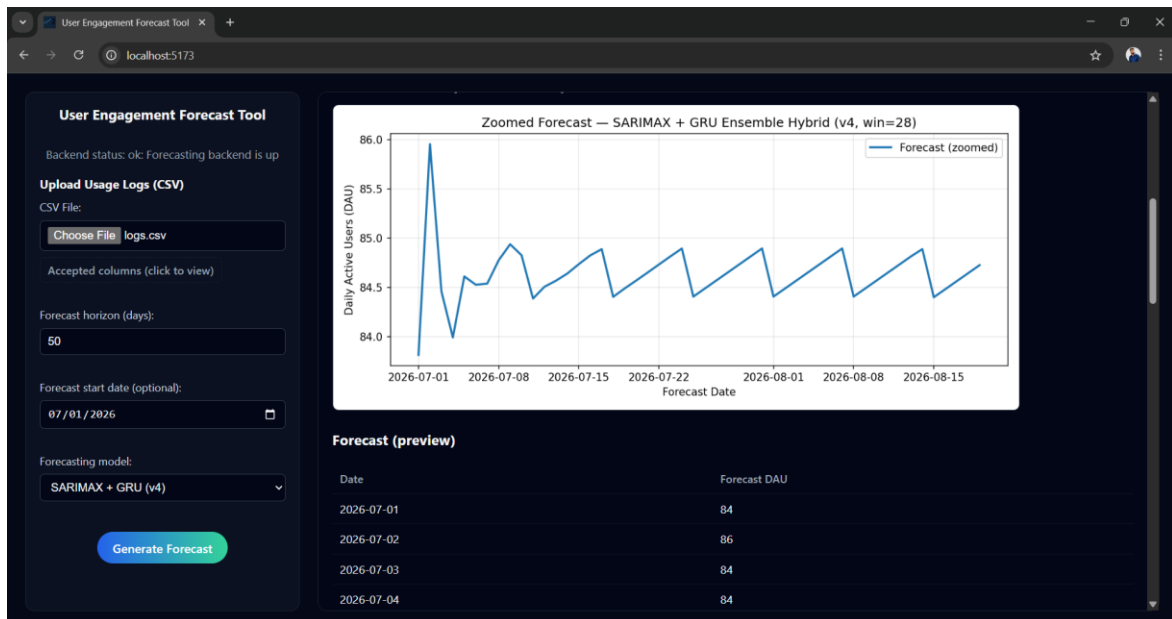 User Engagement Forecast Tool
localhost:5173
User Engagement Forecast Tool
Backend status: ok: Forecasting backend is up
Upload Usage Logs (CSV)
CSV File:
Choose File logs.csv
Accepted columns (click to view)
Forecast horizon (days):
50
Forecast start date (optional):
07/01/2026
Forecasting model:
SARIMAX + GRU (v4)
Generate Forecast
Zoomed Forecast — SARIMAX + GRU Ensemble Hybrid (v4, win=28)
Forecast (zoomed)
Daily Active Users (DAU)
86.0
85.5
85.0
84.5
84.0
2026-07-01 2026-07-08 2026-07-15 2026-07-22 2026-08-01 2026-08-08 2026-08-15
Forecast Date
Forecast (preview)
Date Forecast DAU
2026-07-01 84
2026-07-02 86
2026-07-03 84
2026-07-04 84